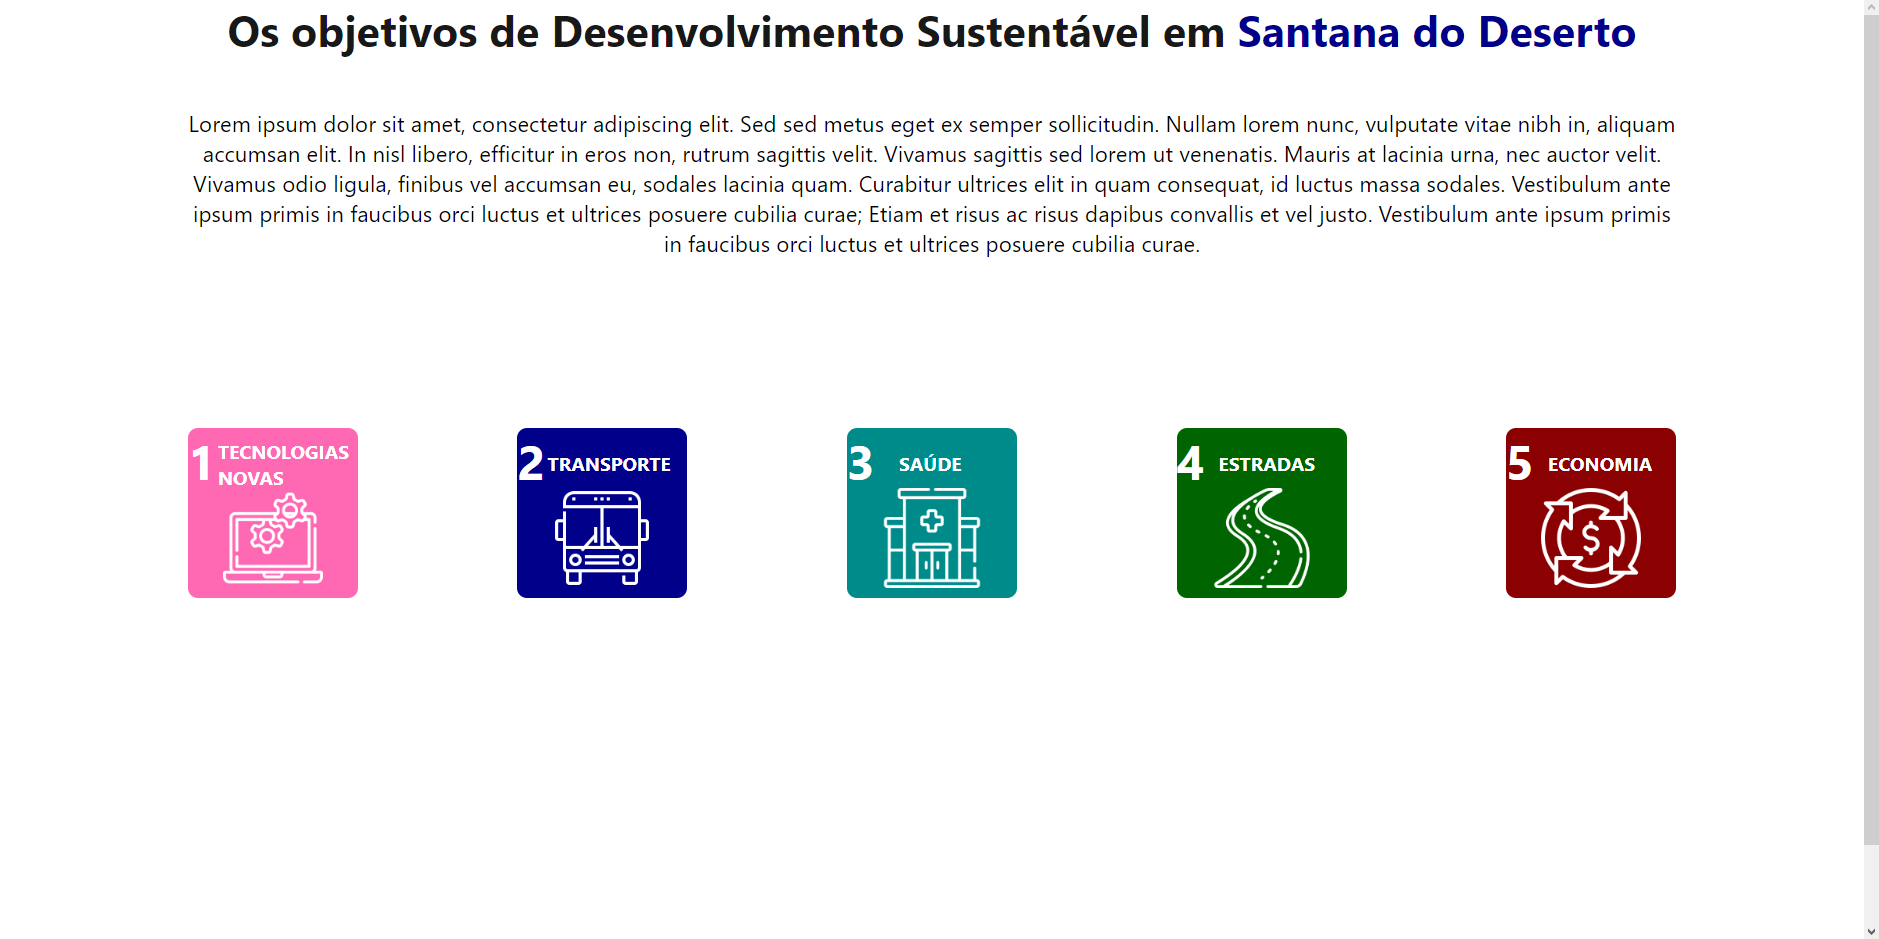 Os objetivos de Desenvolvimento Sustentável em Santana do Deserto
Lorem ipsum dolor sit amet, consectetur adipiscing elit. Sed sed metus eget ex semper sollicitudin. Nullam lorem nunc, vulputate vitae nibh in, aliquam
accumsan elit. In nisl libero, efficitur in eros non, rutrum sagittis velit. Vivamus sagittis sed lorem ut venenatis. Mauris at lacinia urna, nec auctor velit.
Vivamus odio ligula, finibus vel accumsan eu, sodales lacinia quam. Curabitur ultrices elit in quam consequat, id luctus massa sodales. Vestibulum ante
ipsum primis in faucibus orci luctus et ultrices posuere cubilia curae; Etiam et risus ac risus dapibus convallis et vel justo. Vestibulum ante ipsum primis
in faucibus orci luctus et ultrices posuere cubilia curae.
1 TECNOLOGIAS
NOVAS
2 TRANSPORTE
3 SAÚDE
4 ESTRADAS
5 ECONOMIA
$